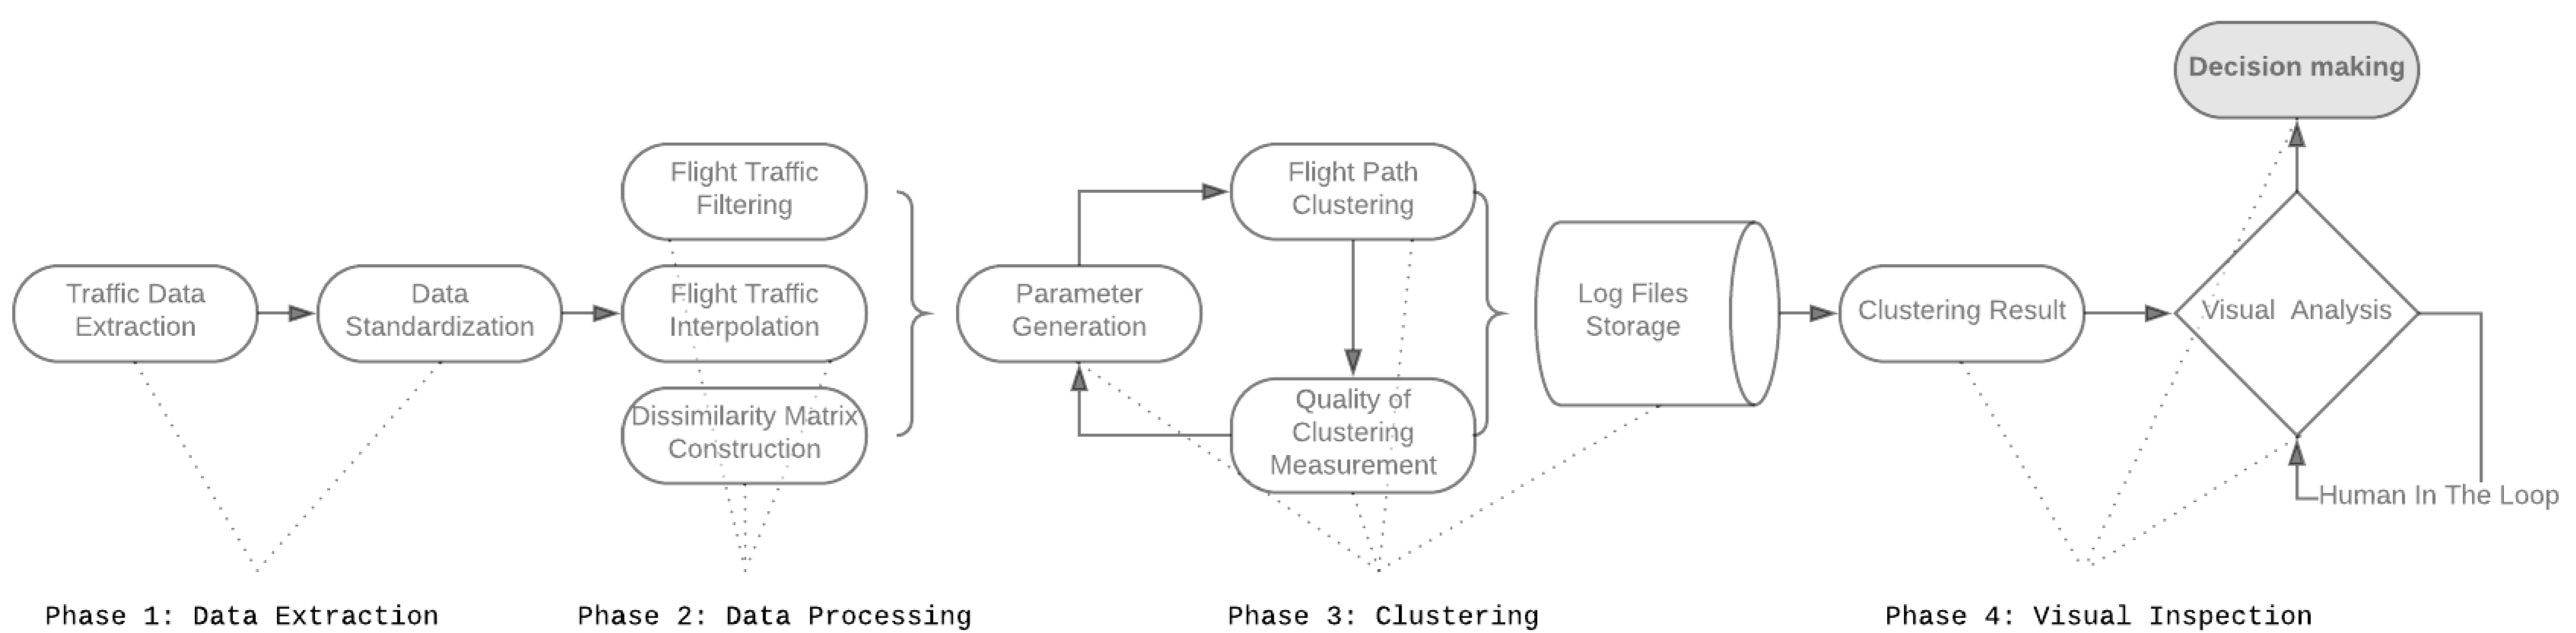 Decision making
Flight Traffic
Filtering
Flight Path
Clustering
Traffic Data
Extraction
Data
Standardization
Flight Traffic
Interpolation
Parameter
Generation
Log Files
Storage
Clustering Result
Visual Analysis
Dissimilarity Matrix
Construction
Quality of
Clustering
Measurement
Human In The Loop
Phase 1: Data Extraction
Phase 2: Data Processing
Phase 3: Clustering
Phase 4: Visual Inspection